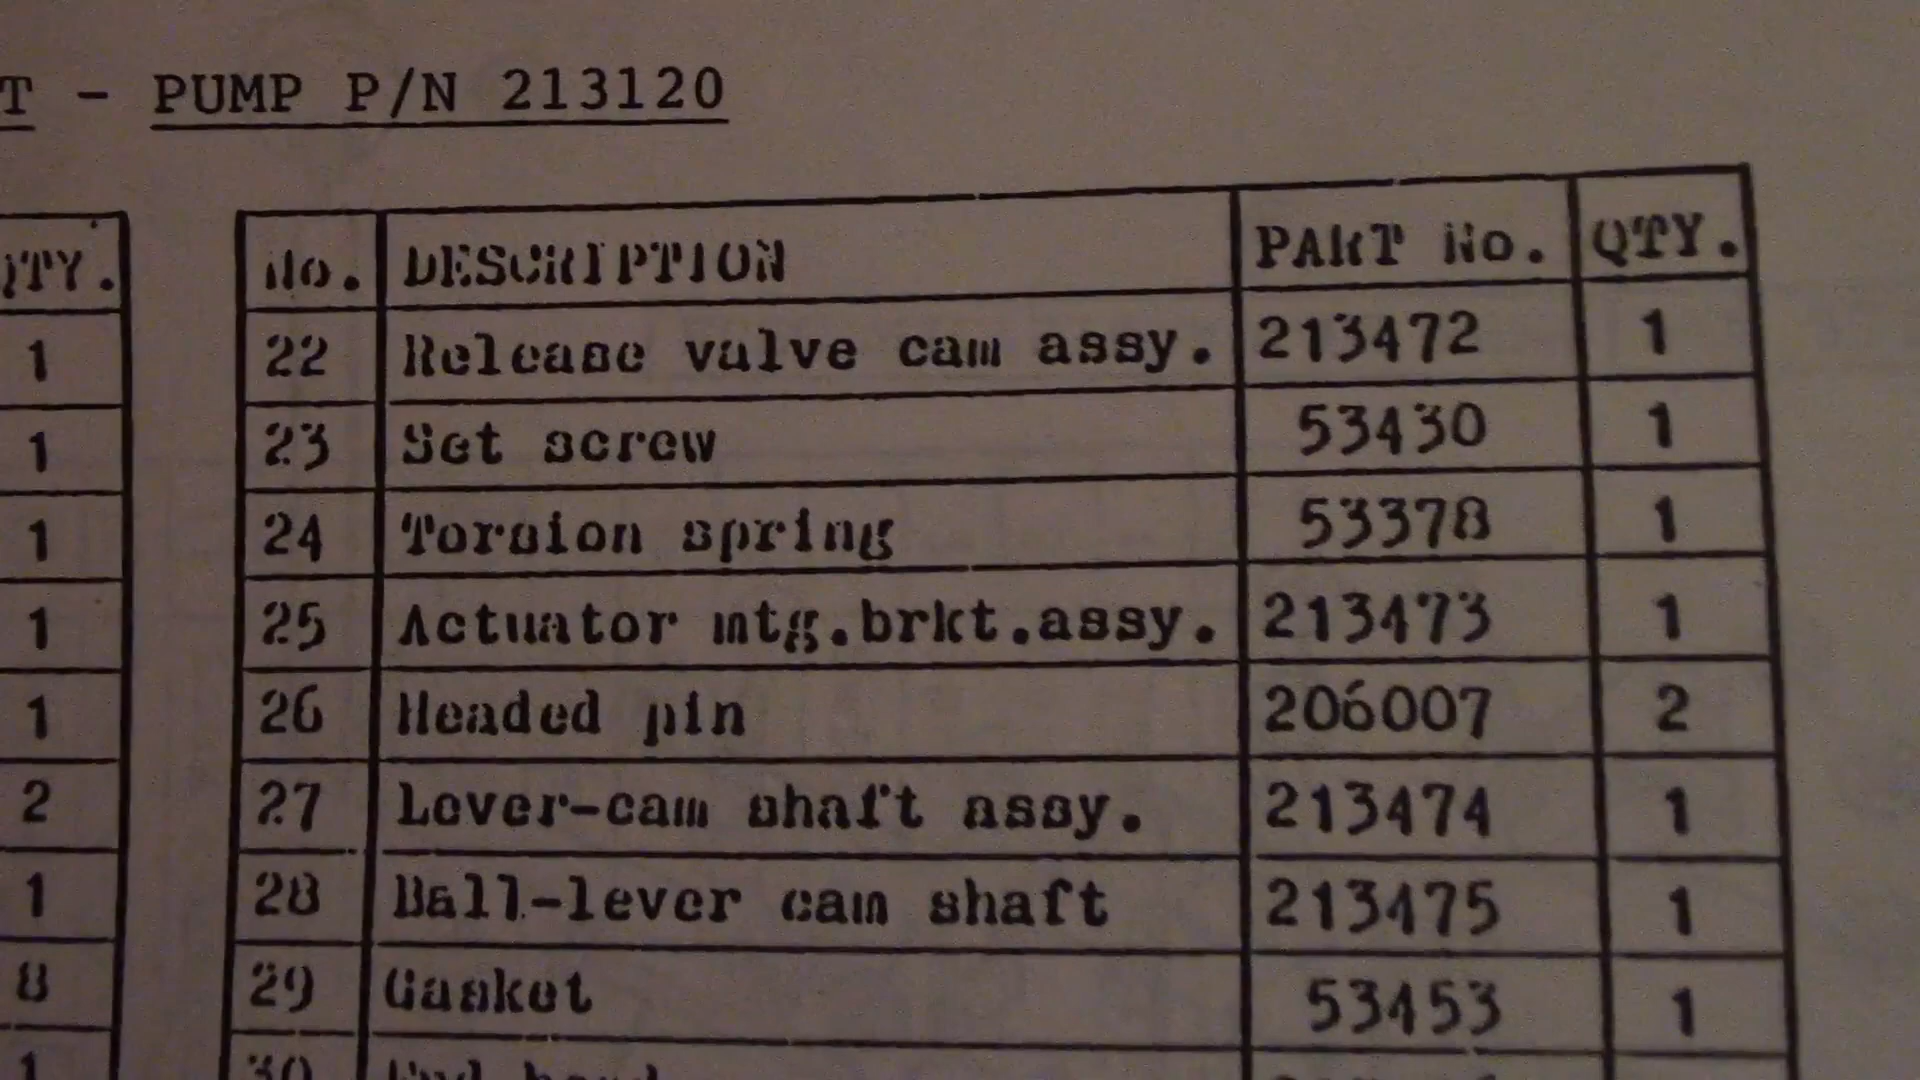 T - PUMP P/N 213120
QTY.
1
1
1
1
1
2
1
8
1
No. DESCRIPTION PART No. QTY.
22 Release valve cam assy. 213472 1
23 Set screw 53430 1
24 Torsion spring 53378 1
25 Actuator mtg.brkt.assy. 213473 1
26 Headed pin 206007 2
27 Lever-cam shaft assy. 213474 1
28 Ball-lever cam shaft 213475 1
29 Gasket 53453 1
30